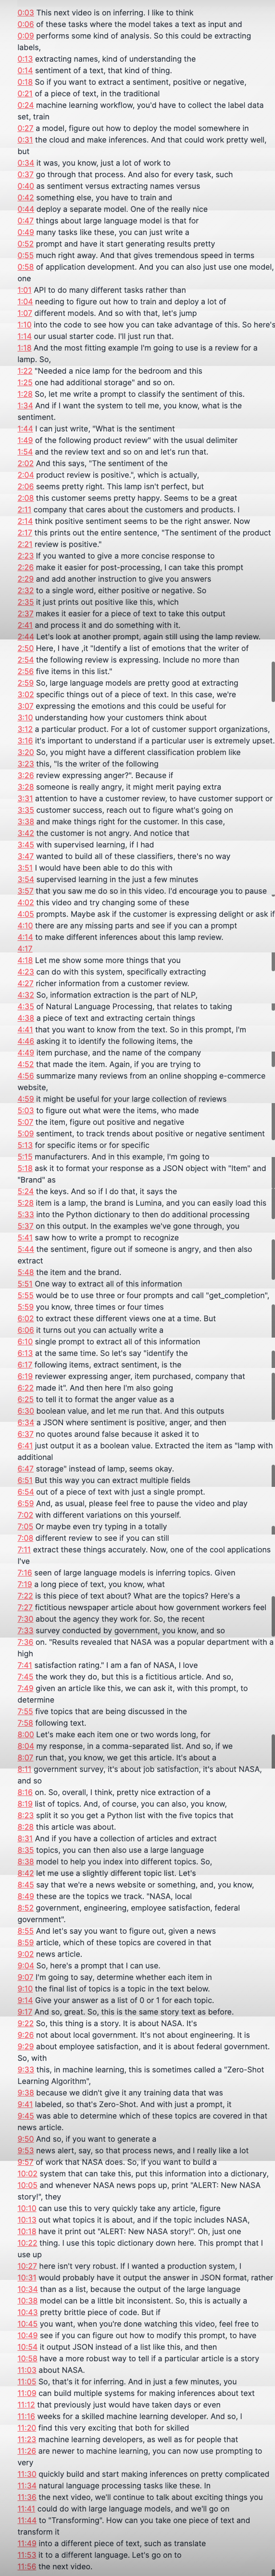 0:03 This next video is on inferring. I like to think
0:06 of these tasks where the model takes a text as input and
0:09 performs some kind of analysis. So this could be extracting
labels,
0:13 extracting names, kind of understanding the
0:14 sentiment of a text, that kind of thing.
0:18 So if you want to extract a sentiment, positive or negative,
0:21 of a piece of text, in the traditional
0:24 machine learning workflow, you'd have to collect the label data
set, train
0:27 a model, figure out how to deploy the model somewhere in
0:31 the cloud and make inferences. And that could work pretty well,
but
0:34 it was, you know, just a lot of work to
0:37 go through that process. And also for every task, such
0:40 as sentiment versus extracting names versus
0:42 something else, you have to train and
0:44 deploy a separate model. One of the really nice
0:47 things about large language model is that for
0:49 many tasks like these, you can just write a
0:52 prompt and have it start generating results pretty
0:55 much right away. And that gives tremendous speed in terms
0:58 of application development. And you can also just use one model,
one
1:01 API to do many different tasks rather than
1:04 needing to figure out how to train and deploy a lot of
1:07 different models. And so with that, let's jump
1:10 into the code to see how you can take advantage of this. So here's
1:14 our usual starter code. I'll just run that.
1:18 And the most fitting example I'm going to use is a review for a
lamp. So,
1:22 "Needed a nice lamp for the bedroom and this
1:25 one had additional storage" and so on.
1:28 So, let me write a prompt to classify the sentiment of this.
1:34 And if I want the system to tell me, you know, what is the
sentiment.
1:44 I can just write, "What is the sentiment
1:49 of the following product review" with the usual delimiter
1:54 and the review text and so on and let's run that.
2:02 And this says, "The sentiment of the
2:04 product review is positive.", which is actually,
2:06 seems pretty right. This lamp isn't perfect, but
2:08 this customer seems pretty happy. Seems to be a great
2:11 company that cares about the customers and products. I
2:14 think positive sentiment seems to be the right answer. Now
2:17 this prints out the entire sentence, "The sentiment of the product
2:21 review is positive."
2:23 If you wanted to give a more concise response to
2:26 make it easier for post-processing, I can take this prompt
2:29 and add another instruction to give you answers
2:32 to a single word, either positive or negative. So
2:35 it just prints out positive like this, which
2:37 makes it easier for a piece of text to take this output
2:41 and process it and do something with it.
2:44 Let's look at another prompt, again still using the lamp review.
2:50 Here, I have ,it "Identify a list of emotions that the writer of
2:54 the following review is expressing. Include no more than
2:56 five items in this list."
2:59 So, large language models are pretty good at extracting
3:02 specific things out of a piece of text. In this case, we're
3:07 expressing the emotions and this could be useful for
3:10 understanding how your customers think about
3:12 a particular product. For a lot of customer support organizations,
3:16 it's important to understand if a particular user is extremely upset.
3:20 So, you might have a different classification problem like
3:23 this, "Is the writer of the following
3:26 review expressing anger?". Because if
3:28 someone is really angry, it might merit paying extra
3:31 attention to have a customer review, to have customer support or
3:35 customer success, reach out to figure what's going on
3:38 and make things right for the customer. In this case,
3:42 the customer is not angry. And notice that
3:45 with supervised learning, if I had
3:47 wanted to build all of these classifiers, there's no way
3:51 I would have been able to do this with
3:54 supervised learning in the just a few minutes
3:57 that you saw me do so in this video. I'd encourage you to pause
4:02 this video and try changing some of these
4:05 prompts. Maybe ask if the customer is expressing delight or ask if
4:10 there are any missing parts and see if you can a prompt
4:14 to make different inferences about this lamp review.
4:17
4:18 Let me show some more things that you
4:23 can do with this system, specifically extracting
4:27 richer information from a customer review.
4:32 So, information extraction is the part of NLP,
4:35 of Natural Language Processing, that relates to taking
4:38 a piece of text and extracting certain things
4:41 that you want to know from the text. So in this prompt, I'm
4:46 asking it to identify the following items, the
4:49 item purchase, and the name of the company
4:52 that made the item. Again, if you are trying to
4:56 summarize many reviews from an online shopping e-commerce
website,
4:59 it might be useful for your large collection of reviews
5:03 to figure out what were the items, who made
5:07 the item, figure out positive and negative
5:09 sentiment, to track trends about positive or negative sentiment
5:13 for specific items or for specific
5:15 manufacturers. And in this example, I'm going to
5:18 ask it to format your response as a JSON object with "Item" and
"Brand" as
5:24 the keys. And so if I do that, it says the
5:28 item is a lamp, the brand is Lumina, and you can easily load this
5:33 into the Python dictionary to then do additional processing
5:37 on this output. In the examples we've gone through, you
5:41 saw how to write a prompt to recognize
5:44 the sentiment, figure out if someone is angry, and then also
extract
5:48 the item and the brand.
5:51 One way to extract all of this information
5:55 would be to use three or four prompts and call "get_completion",
5:59 you know, three times or four times
6:02 to extract these different views one at a time. But
6:06 it turns out you can actually write a
6:10 single prompt to extract all of this information
6:13 at the same time. So let's say "identify the
6:17 following items, extract sentiment, is the
6:19 reviewer expressing anger, item purchased, company that
6:22 made it". And then here I'm also going
6:25 to tell it to format the anger value as a
6:30 boolean value, and let me run that. And this outputs
6:34 a JSON where sentiment is positive, anger, and then
6:37 no quotes around false because it asked it to
6:41 just output it as a boolean value. Extracted the item as "lamp with
additional
6:47 storage" instead of lamp, seems okay.
6:51 But this way you can extract multiple fields
6:54 out of a piece of text with just a single prompt.
6:59 And, as usual, please feel free to pause the video and play
7:02 with different variations on this yourself.
7:05 Or maybe even try typing in a totally
7:08 different review to see if you can still
7:11 extract these things accurately. Now, one of the cool applications
I've
7:16 seen of large language models is inferring topics. Given
7:19 a long piece of text, you know, what
7:22 is this piece of text about? What are the topics? Here's a
7:27 fictitious newspaper article about how government workers feel
7:30 about the agency they work for. So, the recent
7:33 survey conducted by government, you know, and so
7:36 on. "Results revealed that NASA was a popular department with a
high
7:41 satisfaction rating." I am a fan of NASA, I love
7:45 the work they do, but this is a fictitious article. And so,
7:49 given an article like this, we can ask it, with this prompt, to
determine
7:55 five topics that are being discussed in the
7:58 following text.
8:00 Let's make each item one or two words long, for
8:04 my response, in a comma-separated list. And so, if we
8:07 run that, you know, we get this article. It's about a
8:11 government survey, it's about job satisfaction, it's about NASA,
and so
8:16 on. So, overall, I think, pretty nice extraction of a
8:19 list of topics. And, of course, you can also, you know,
8:23 split it so you get a Python list with the five topics that
8:28 this article was about.
8:31 And if you have a collection of articles and extract
8:35 topics, you can then also use a large language
8:38 model to help you index into different topics. So,
8:42 let me use a slightly different topic list. Let's
8:45 say that we're a news website or something, and, you know,
8:49 these are the topics we track. "NASA, local
8:52 government, engineering, employee satisfaction, federal
government".
8:55 And let's say you want to figure out, given a news
8:59 article, which of these topics are covered in that
9:02 news article.
9:04 So, here's a prompt that I can use.
9:07 I'm going to say, determine whether each item in
9:10 the final list of topics is a topic in the text below.
9:14 Give your answer as a list of 0 or 1 for each topic.
9:17 And so, great. So, this is the same story text as before.
9:22 So, this thing is a story. It is about NASA. It's
9:26 not about local government. It's not about engineering. It is
9:29 about employee satisfaction, and it is about federal government.
So, with
9:33 this, in machine learning, this is sometimes called a "Zero-Shot
Learning Algorithm",
9:38 because we didn't give it any training data that was
9:41 labeled, so that's Zero-Shot. And with just a prompt, it
9:45 was able to determine which of these topics are covered in that
news article.
9:50 And so, if you want to generate a
9:53 news alert, say, so that process news, and I really like a lot
9:57 of work that NASA does. So, if you want to build a
10:02 system that can take this, put this information into a dictionary,
10:05 and whenever NASA news pops up, print "ALERT: New NASA
story!", they
10:10 can use this to very quickly take any article, figure
10:13 out what topics it is about, and if the topic includes NASA,
10:18 have it print out "ALERT: New NASA story!". Oh, just one
10:22 thing. I use this topic dictionary down here. This prompt that I
use up
10:27 here isn't very robust. If I wanted a production system, I
10:31 would probably have it output the answer in JSON format, rather
10:34 than as a list, because the output of the large language
10:38 model can be a little bit inconsistent. So, this is actually a
10:43 pretty brittle piece of code. But if
10:45 you want, when you're done watching this video, feel free to
10:49 see if you can figure out how to modify this prompt, to have
10:54 it output JSON instead of a list like this, and then
10:58 have a more robust way to tell if a particular article is a story
11:03 about NASA.
11:05 So, that's it for inferring. And in just a few minutes, you
11:09 can build multiple systems for making inferences about text
11:12 that previously just would have taken days or even
11:16 weeks for a skilled machine learning developer. And so, I
11:20 find this very exciting that both for skilled
11:23 machine learning developers, as well as for people that
11:26 are newer to machine learning, you can now use prompting to
very
11:30 quickly build and start making inferences on pretty complicated
11:34 natural language processing tasks like these. In
11:36 the next video, we'll continue to talk about exciting things you
11:41 could do with large language models, and we'll go on
11:44 to "Transforming". How can you take one piece of text and
transform it
11:49 into a different piece of text, such as translate
11:53 it to a different language. Let's go on to
11:56 the next video.